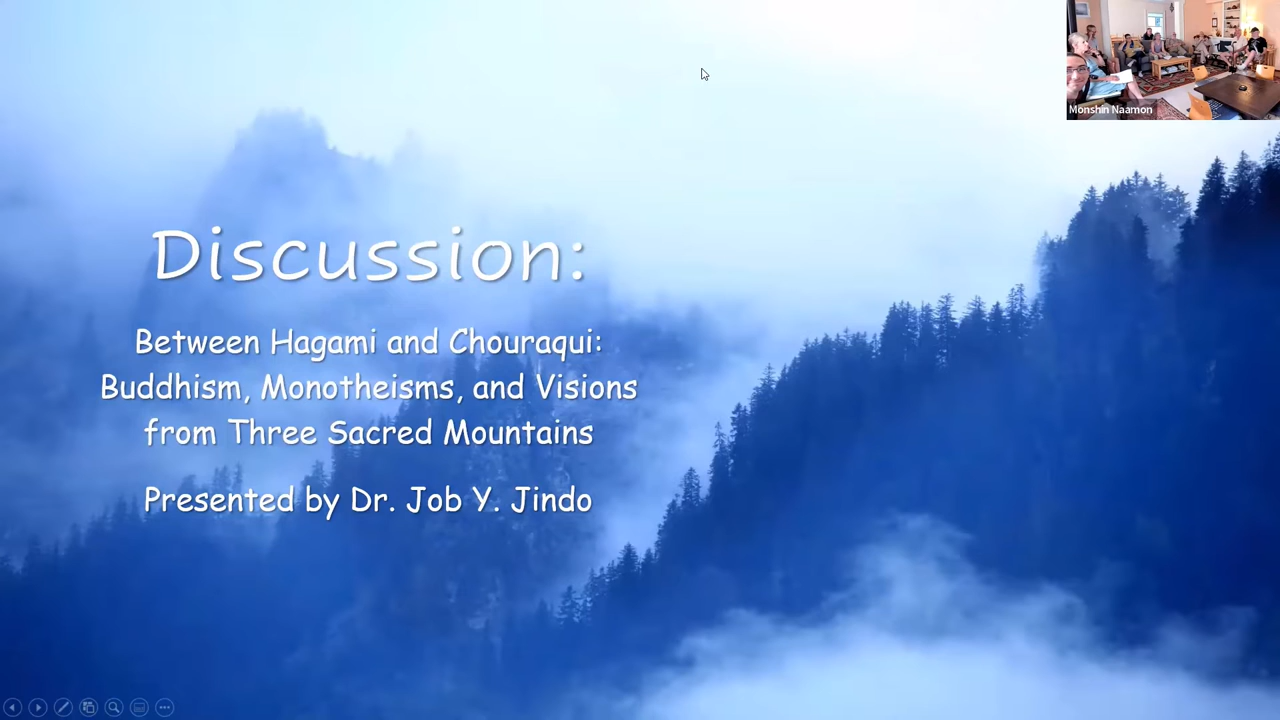 Monshin Naamon
Discussion:
Between Hagami and Chouraqui:
Buddhism, Monotheisms, and Visions
from Three Sacred Mountains
Presented by Dr. Job Y. Jindo